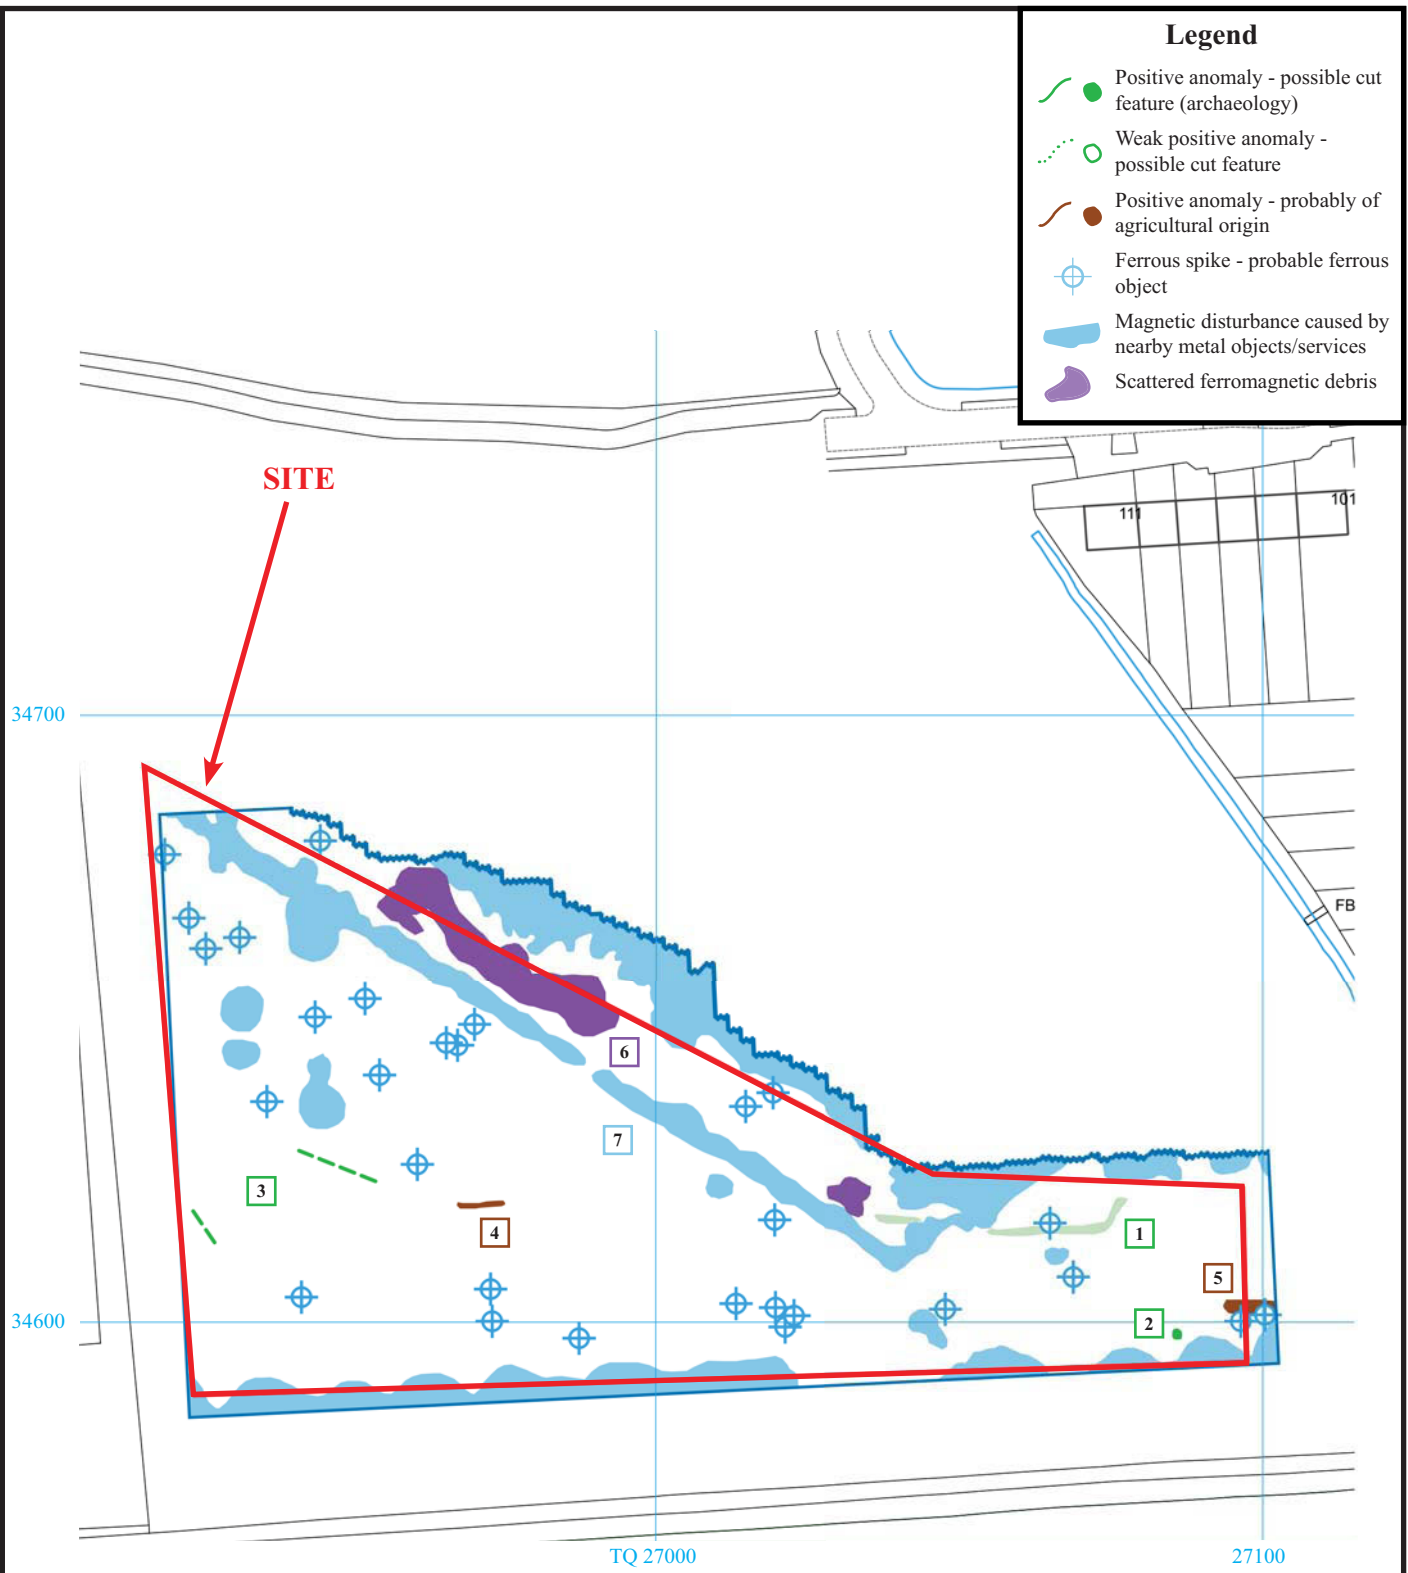 Legend
Positive anomaly - possible cut
feature (archaeology)
Weak positive anomaly -
possible cut feature
Positive anomaly - probably of
agricultural origin
Ferrous spike - probable ferrous
object
Magnetic disturbance caused by
nearby metal objects/services
Scattered ferromagnetic debris
SITE
111
101
34700
FB
6
7
3
4
1
5
2
34600
TQ 27000
27100